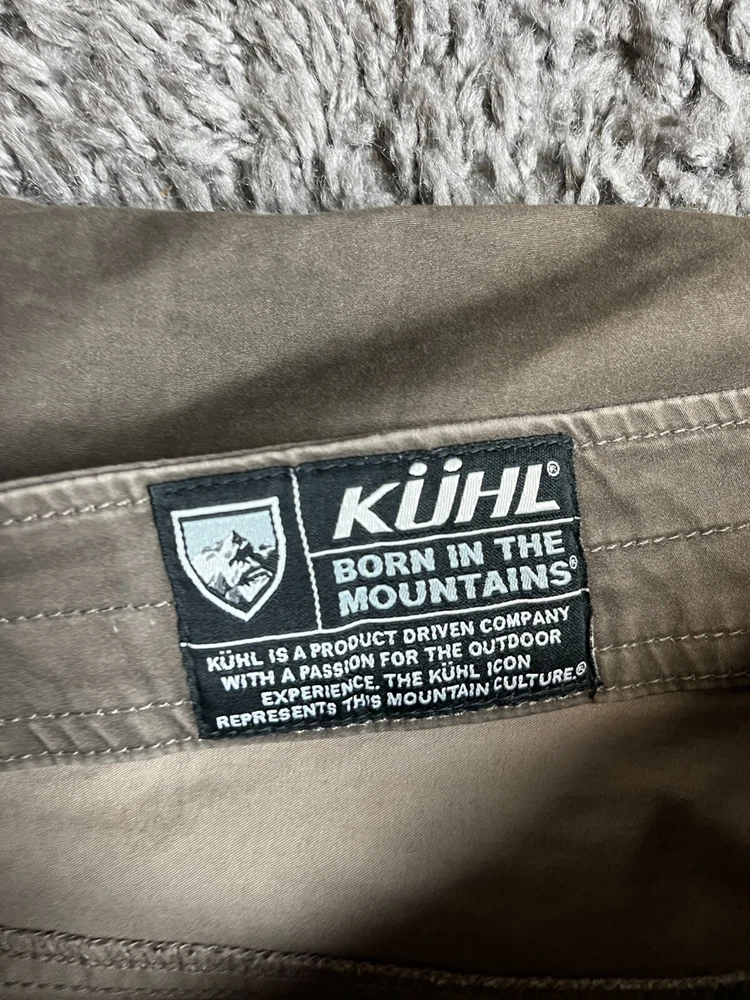 KÜHL®
BORN IN THE
MOUNTAINS®
KÜHL IS A PRODUCT DRIVEN COMPANY
WITH A PASSION FOR THE OUTDOOR
EXPERIENCE. THE KÜHL ICON
REPRESENTS THIS MOUNTAIN CULTURE.®